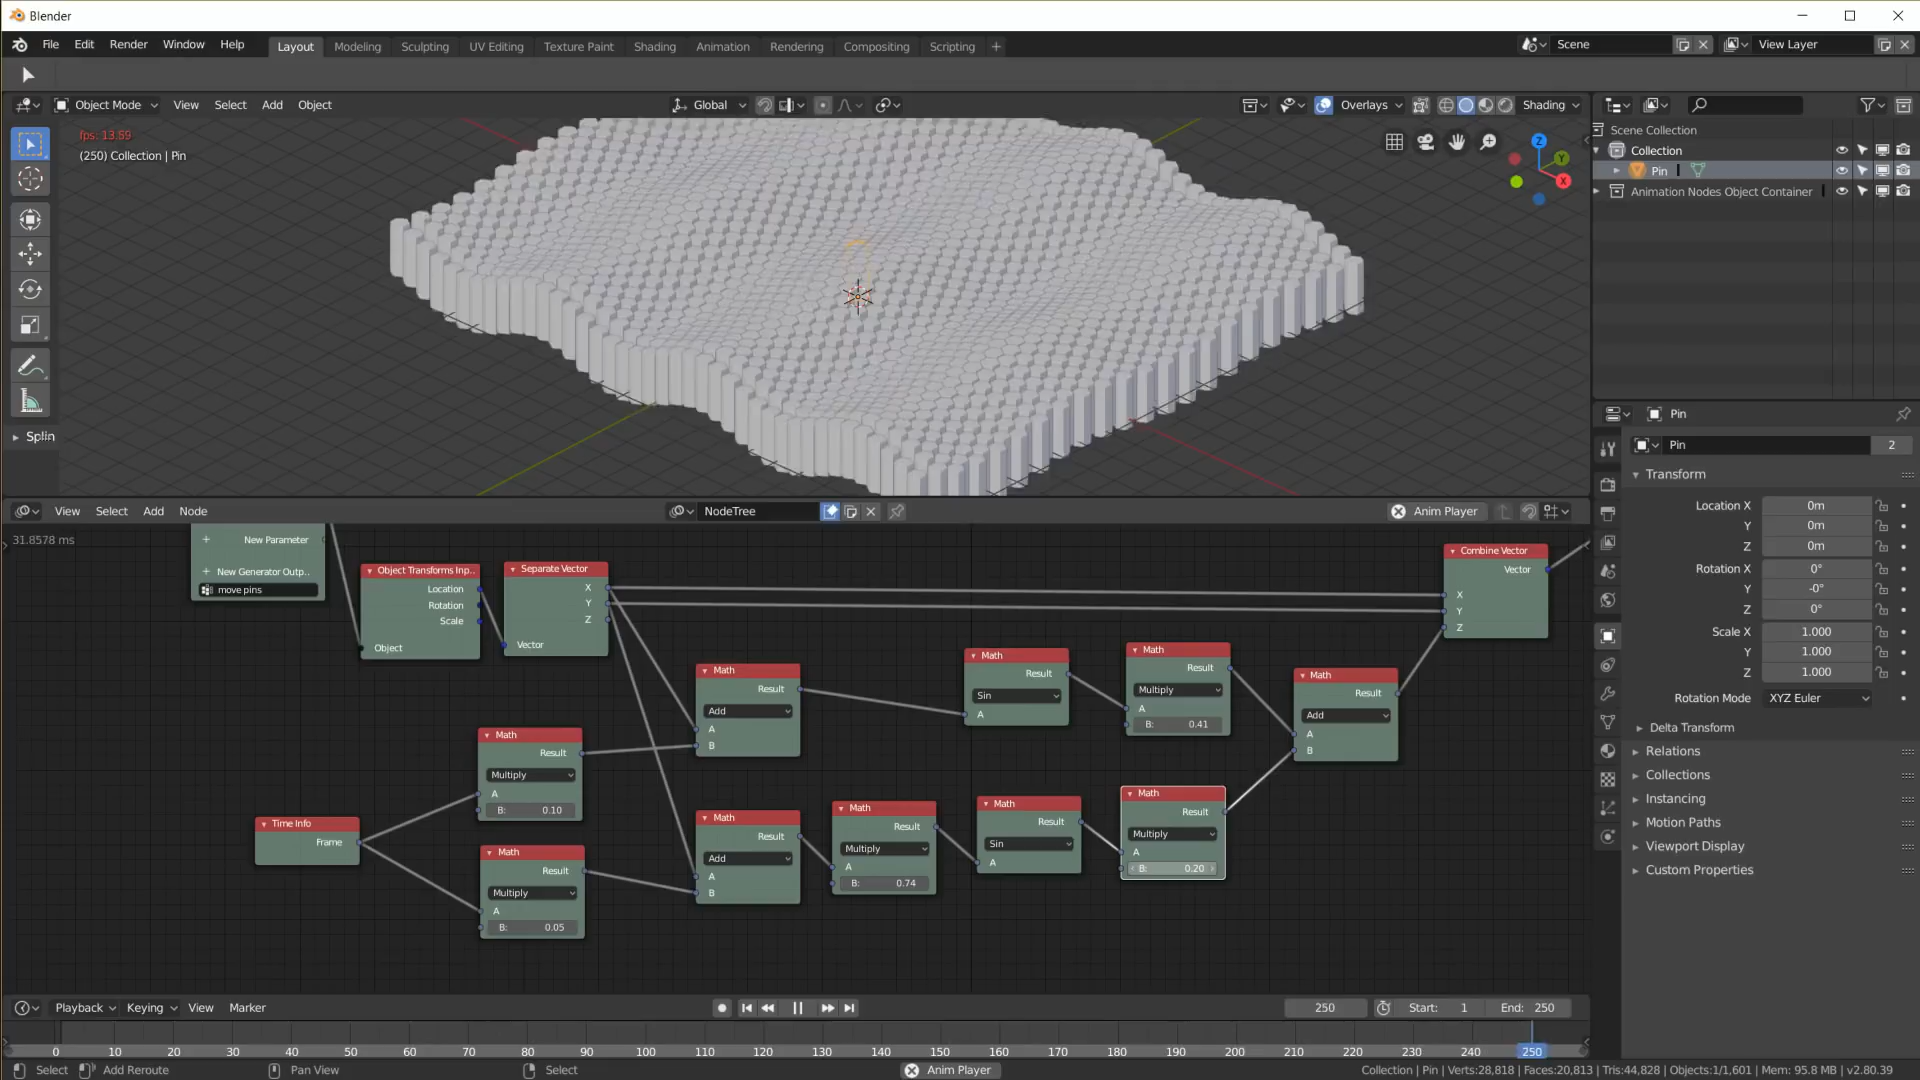 Blender
File Edit Render Window Help
Layout Modeling Sculpting UV Editing Texture Paint Shading Animation Rendering Compositing Scripting +
Scene
View Layer
Object Mode View Select Add Object
Global
Overlays
Shading
fps: 13.59
(250) Collection | Pin
Z
Y
X
Scene Collection
Collection
Pin
Animation Nodes Object Container
Pin
Pin 2
Transform
Location X 0m
Y 0m
Z 0m
Rotation X 0°
Y -0°
Z 0°
Scale X 1.000
Y 1.000
Z 1.000
Rotation Mode XYZ Euler
Delta Transform
Relations
Collections
Instancing
Motion Paths
Viewport Display
Custom Properties
View Select Add Node
NodeTree
Anim Player
31.8578 ms
New Parameter
New Generator Outp..
move pins
Object Transforms Inp..
Location
Rotation
Scale
Object
Separate Vector
X
Y
Z
Vector
Combine Vector
Vector
X
Y
Z
Math
Result
Add
A
B
Math
Result
Sin
A
Math
Result
Multiply
A
B: 0.41
Math
Result
Add
A
B
Math
Result
Multiply
A
B: 0.10
Time Info
Frame
Math
Result
Multiply
A
B: 0.05
Math
Result
Add
A
B
Math
Result
Multiply
A
B: 0.74
Math
Result
Sin
A
Math
Result
Multiply
A
B: 0.20
Playback Keying View Marker
250
Start: 1
End: 250
0 10 20 30 40 50 60 70 80 90 100 110 120 130 140 150 160 170 180 190 200 210 220 230 240 250
Select Add Reroute Pan View Select
Anim Player
Collection | Pin | Verts:28,818 | Faces:20,813 | Tris:44,828 | Objects:1/1,601 | Mem: 95.8 MB | v2.80.39